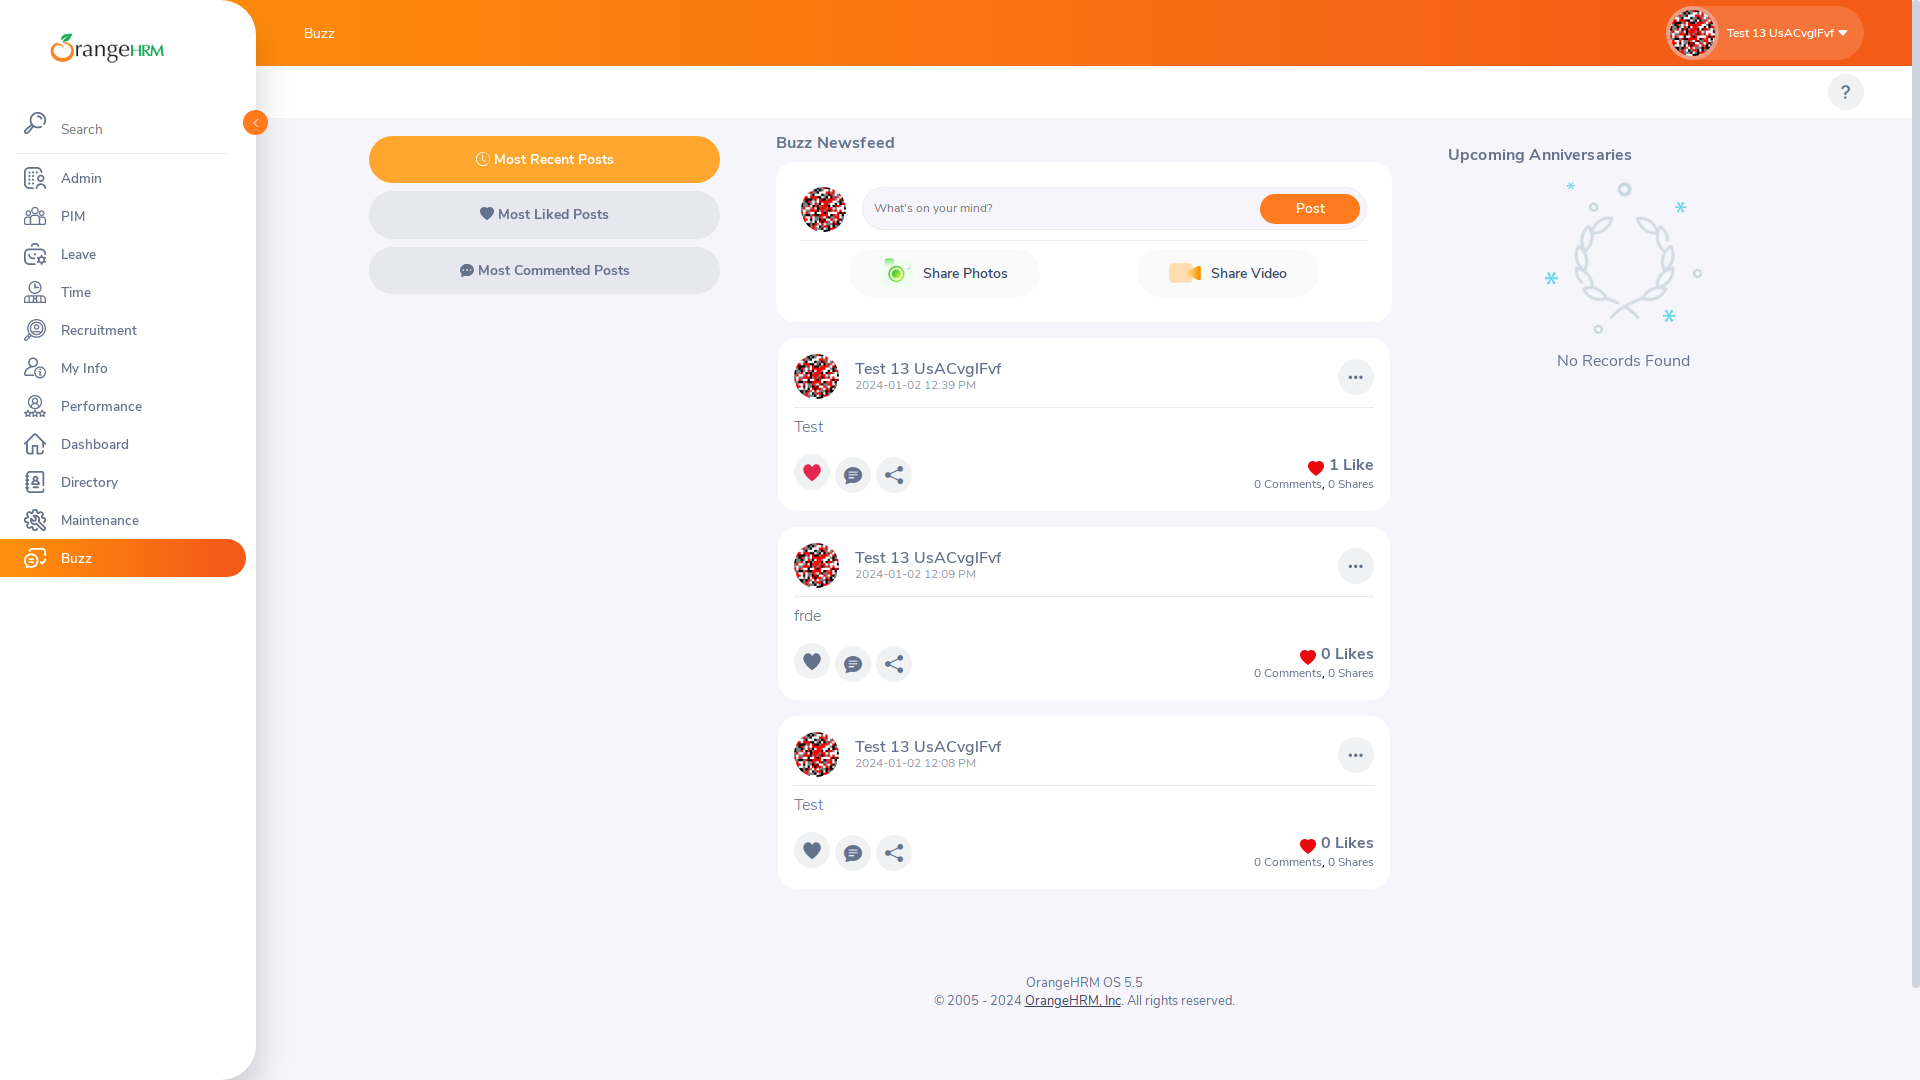 OrangeHRM
Search
Admin
PIM
Leave
Time
Recruitment
My Info
Performance
Dashboard
Directory
Maintenance
Buzz
Buzz
Test 13 UsACvglFvf
?
Most Recent Posts
Most Liked Posts
Most Commented Posts
Buzz Newsfeed
What's on your mind?
Post
Share Photos
Share Video
Test 13 UsACvglFvf
2024-01-02 12:39 PM
Test
1 Like
0 Comments, 0 Shares
Test 13 UsACvglFvf
2024-01-02 12:09 PM
frde
0 Likes
0 Comments, 0 Shares
Test 13 UsACvglFvf
2024-01-02 12:08 PM
Test
0 Likes
0 Comments, 0 Shares
Upcoming Anniversaries
No Records Found
OrangeHRM OS 5.5
© 2005 - 2024 OrangeHRM, Inc. All rights reserved.